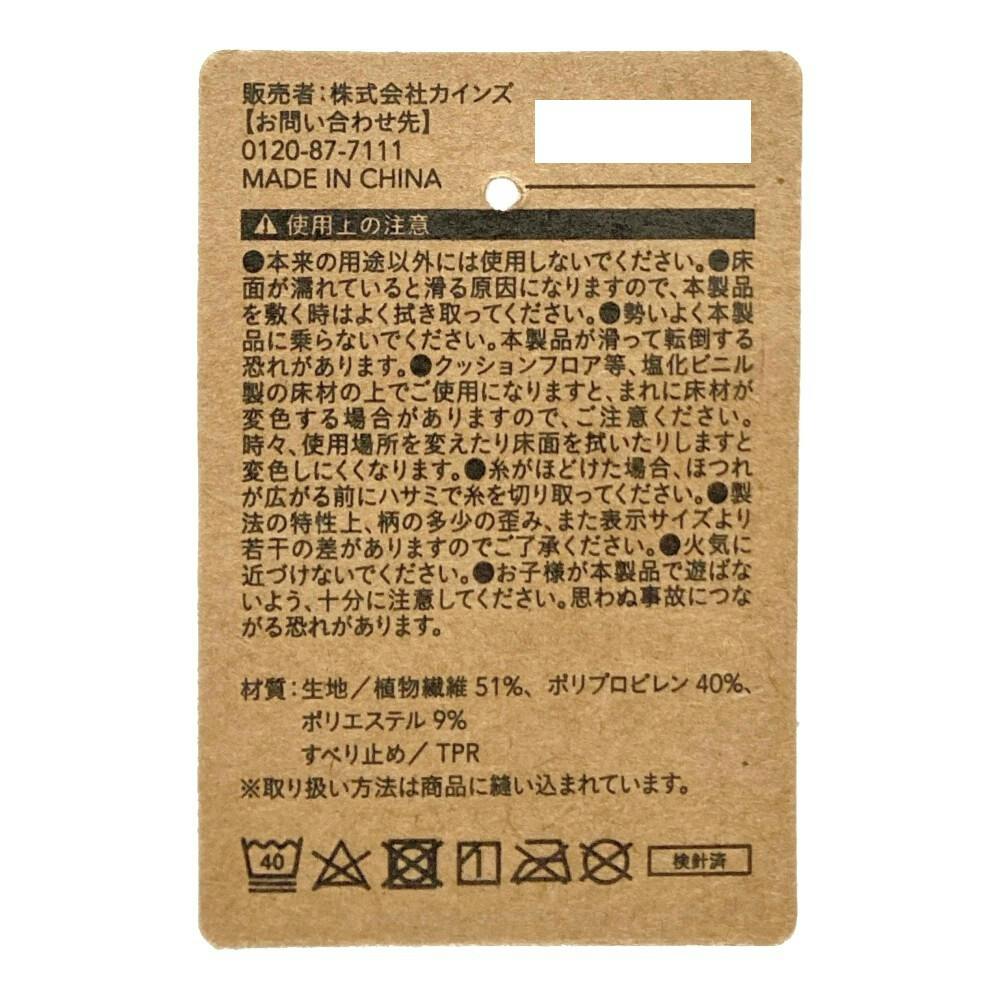 販売者：株式会社カインズ
【お問い合わせ先】
0120-87-7111
MADE IN CHINA
使用上の注意
●本来の用途以外には使用しないでください。●床
面が濡れていると滑る原因になりますので、本製品
を敷く時はよく拭き取ってください。●勢いよく本製
品に乗らないでください。本製品が滑って転倒する
恐れがあります。●クッションフロア等、塩化ビニル
製の床材の上でご使用になりますと、まれに床材が
変色する場合がありますので、ご注意ください。
時々、使用場所を変えたり床面を拭いたりしますと
変色しにくくなります。●糸がほどけた場合、ほつれ
が広がる前にハサミで糸を切り取ってください。●製
法の特性上、柄の多少の歪み、また表示サイズより
若干の差がありますのでご了承ください。●火気に
近づけないでください。●お子様が本製品で遊ばな
いよう、十分に注意してください。思わぬ事故につな
がる恐れがあります。
材質：生地／植物繊維 51%、ポリプロピレン 40%、
ポリエステル 9%
すべり止め／ TPR
※取り扱い方法は商品に縫い込まれています。
40 検針済